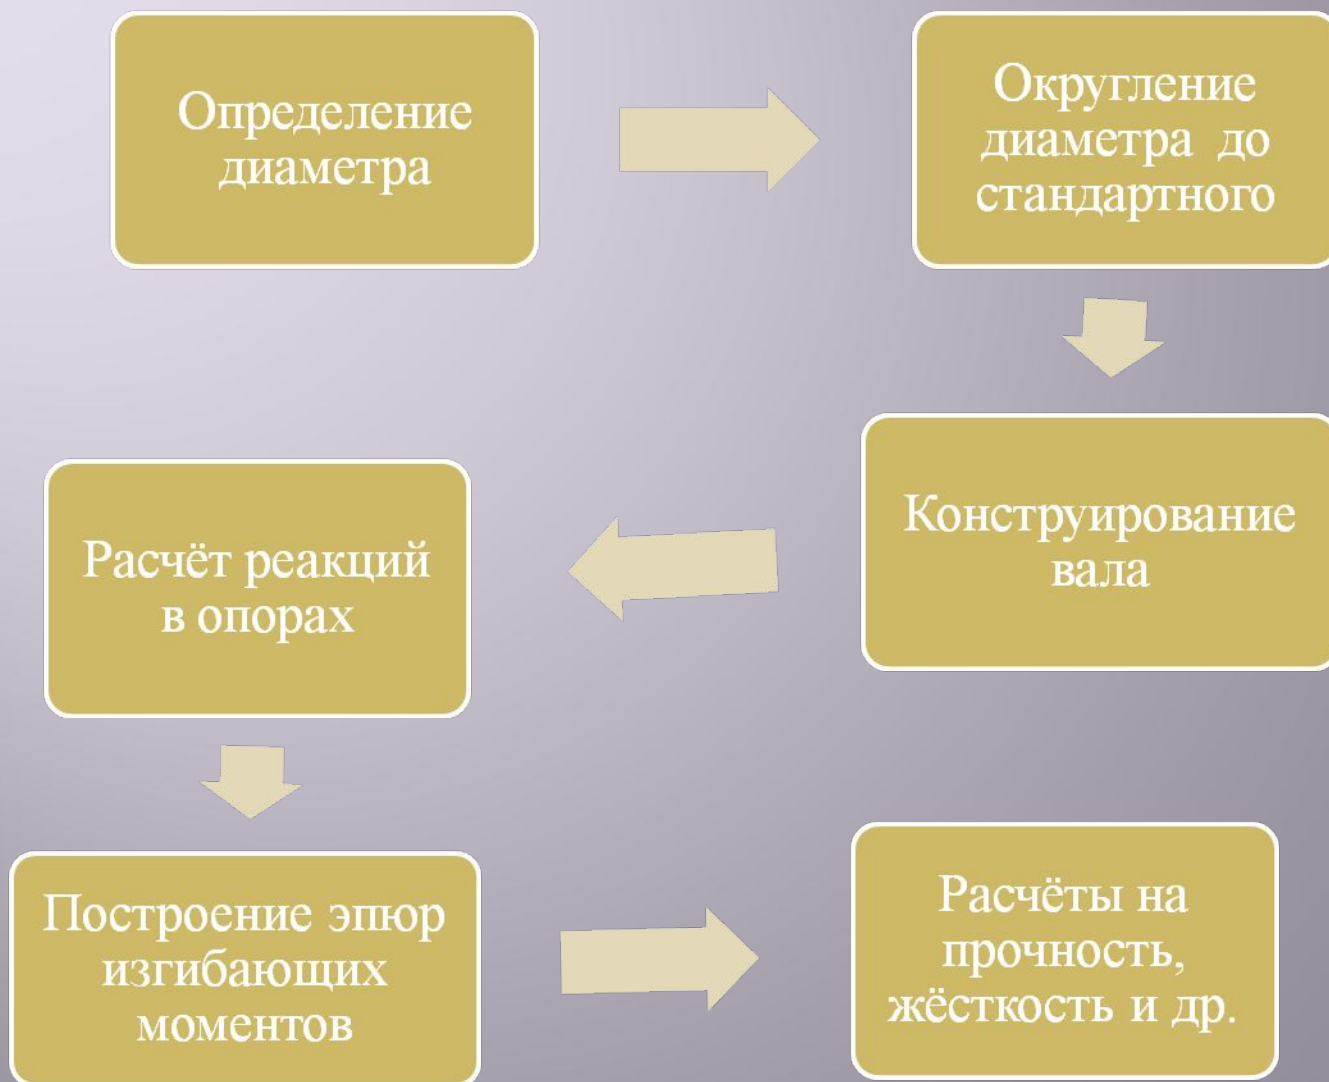 Определение
диаметра
Округление
диаметра до
стандартного
Конструирование
вала
Расчёт реакций
в опорах
Построение эпюр
изгибающих
моментов
Расчёты на
прочность,
жёсткость и др.